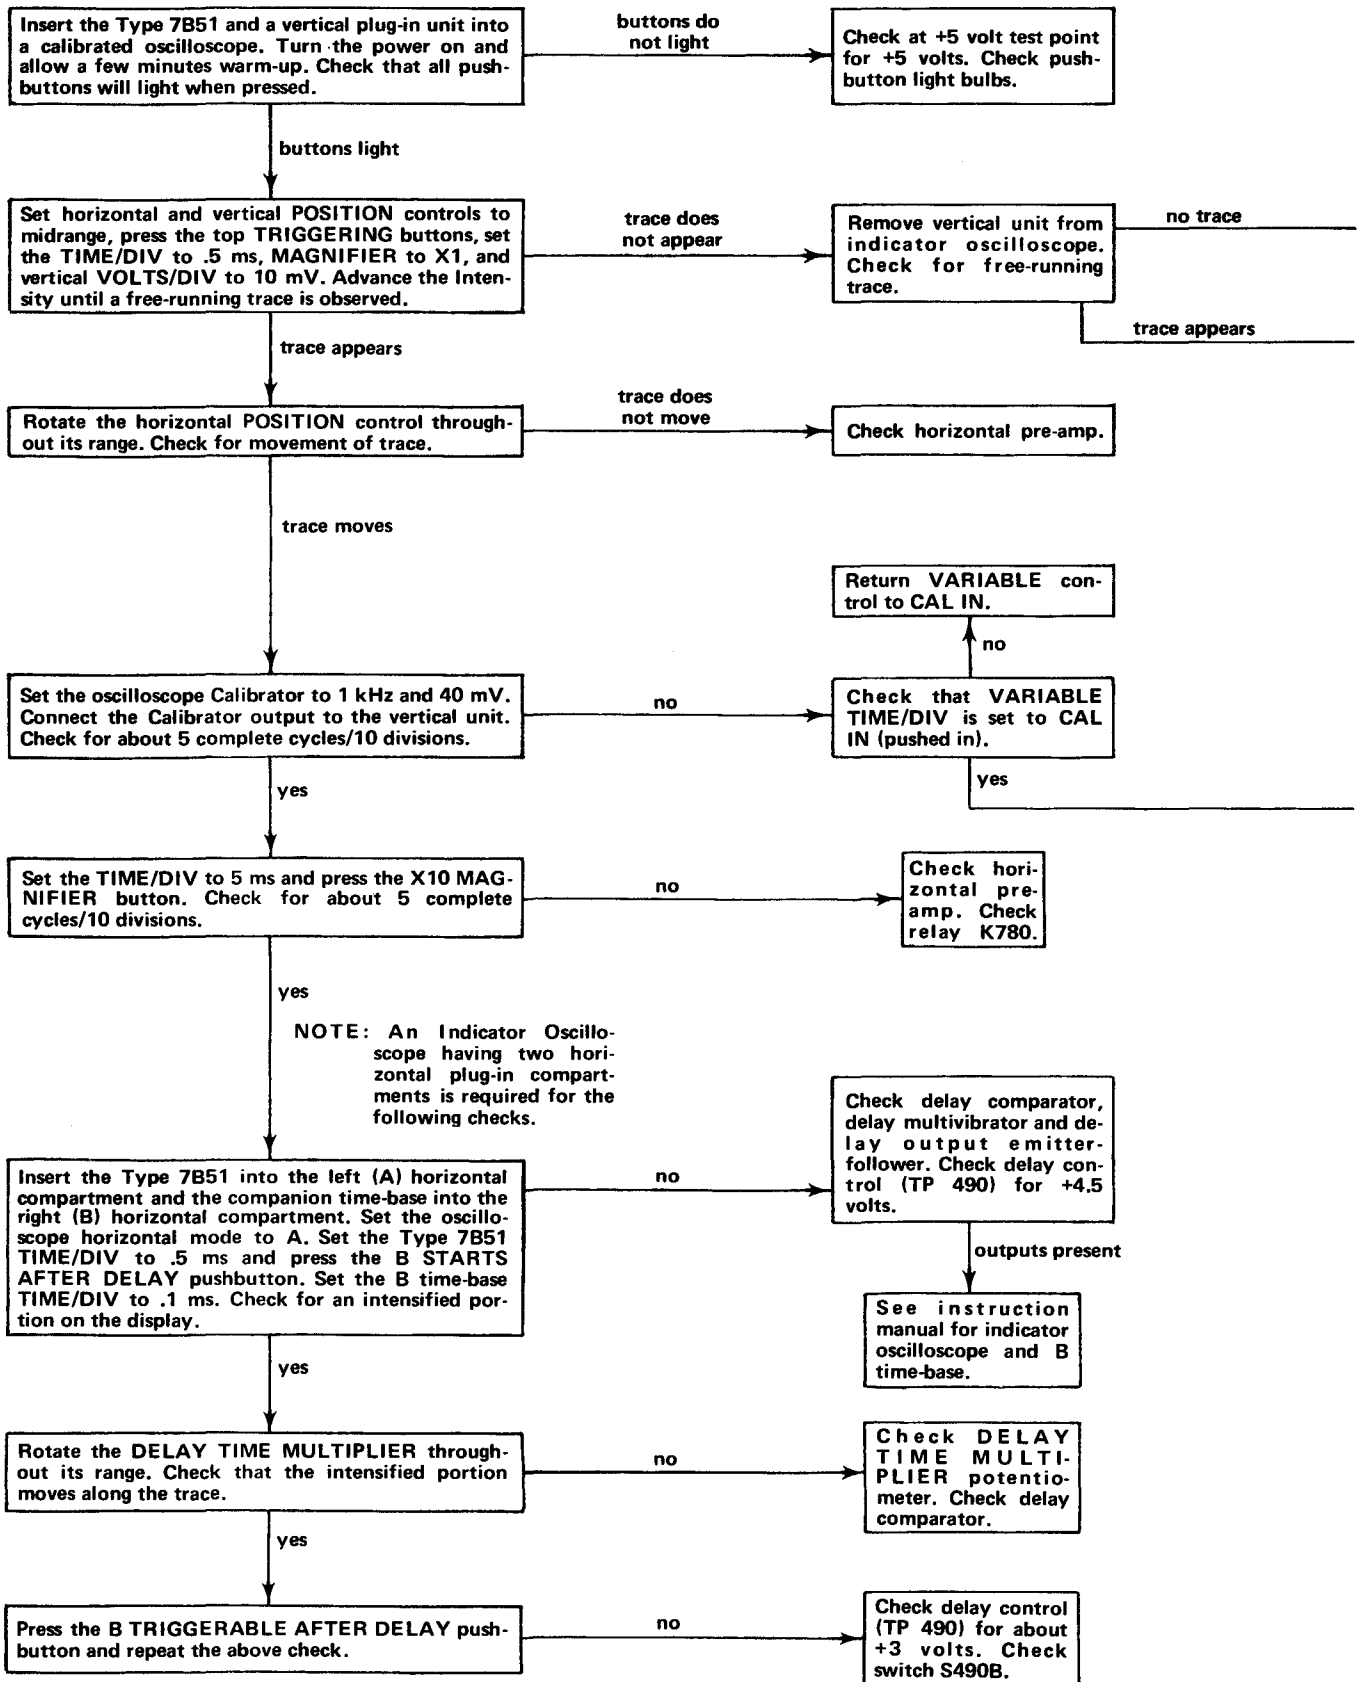 Insert the Type 7B51 and a vertical plug-in unit into
a calibrated oscilloscope. Turn the power on and
allow a few minutes warm-up. Check that all push-
buttons will light when pressed.
buttons do
not light
Check at +5 volt test point
for +5 volts. Check push-
button light bulbs.
buttons light
Set horizontal and vertical POSITION controls to
midrange, press the top TRIGGERING buttons, set
the TIME/DIV to .5 ms, MAGNIFIER to X1, and
vertical VOLTS/DIV to 10 mV. Advance the Inten-
sity until a free-running trace is observed.
trace does
not appear
Remove vertical unit from
indicator oscilloscope.
Check for free-running
trace.
no trace
trace appears
trace appears
Rotate the horizontal POSITION control through-
out its range. Check for movement of trace.
trace does
not move
Check horizontal pre-amp.
trace moves
Return VARIABLE con-
trol to CAL IN.
no
Set the oscilloscope Calibrator to 1 kHz and 40 mV.
Connect the Calibrator output to the vertical unit.
Check for about 5 complete cycles/10 divisions.
no
Check that VARIABLE
TIME/DIV is set to CAL
IN (pushed in).
yes
yes
Set the TIME/DIV to 5 ms and press the X10 MAG-
NIFIER button. Check for about 5 complete
cycles/10 divisions.
no
Check hori-
zontal pre-
amp. Check
relay K780.
yes
NOTE: An Indicator Oscillo-
scope having two hori-
zontal plug-in compart-
ments is required for the
following checks.
Insert the Type 7B51 into the left (A) horizontal
compartment and the companion time-base into the
right (B) horizontal compartment. Set the oscillo-
scope horizontal mode to A. Set the Type 7B51
TIME/DIV to .5 ms and press the B STARTS
AFTER DELAY pushbutton. Set the B time-base
TIME/DIV to .1 ms. Check for an intensified por-
tion on the display.
no
Check delay comparator,
delay multivibrator and de-
lay output emitter-
follower. Check delay con-
trol (TP 490) for +4.5
volts.
outputs present
See instruction
manual for indicator
oscilloscope and B
time-base.
yes
Rotate the DELAY TIME MULTIPLIER through-
out its range. Check that the intensified portion
moves along the trace.
no
Check DELAY
TIME MULTI-
PLIER potentio-
meter. Check delay
comparator.
yes
Press the B TRIGGERABLE AFTER DELAY push-
button and repeat the above check.
no
Check delay control
(TP 490) for about
+3 volts. Check
switch S490B.